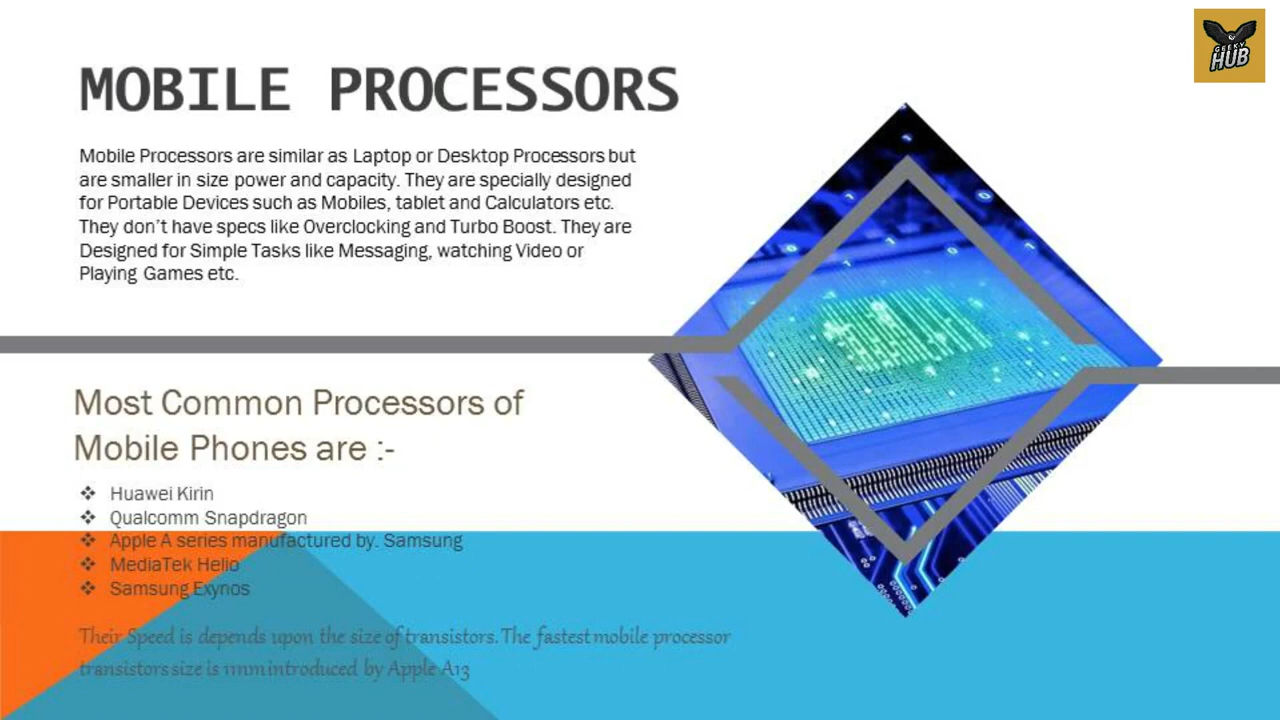 GEEKY
HUB
MOBILE PROCESSORS
Mobile Processors are similar as Laptop or Desktop Processors but
are smaller in size power and capacity. They are specially designed
for Portable Devices such as Mobiles, tablet and Calculators etc.
They don't have specs like Overclocking and Turbo Boost. They are
Designed for Simple Tasks like Messaging, watching Video or
Playing Games etc.
Most Common Processors of
Mobile Phones are :-
❖ Huawei Kirin
❖ Qualcomm Snapdragon
❖ Apple A series manufactured by. Samsung
❖ MediaTek Helio
❖ Samsung Exynos
Their Speed is depends upon the size of transistors. The fastest mobile processor
transistors size is 11nm introduced by Apple A13